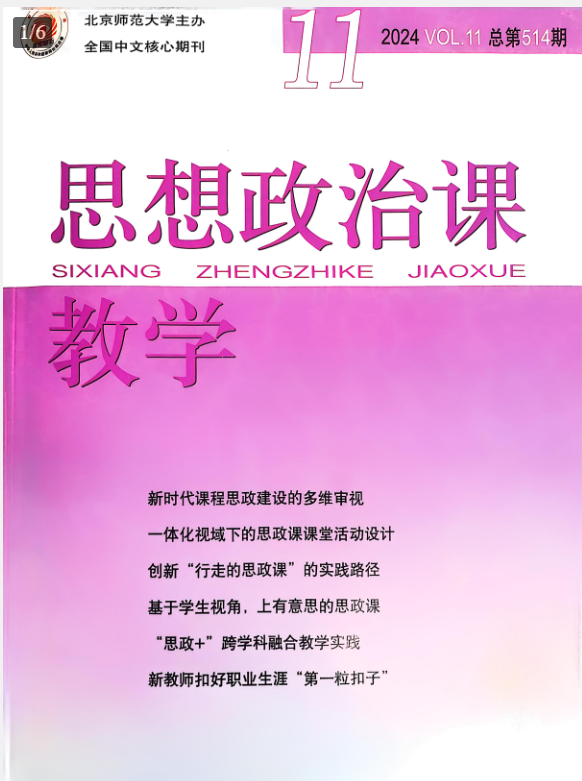 1/6
北京师范大学主办
全国中文核心期刊
11
2024 VOL.11 总第514期
思想政治课
SIXIANG ZHENGZHIKE JIAOXUE
教学
新时代课程思政建设的多维审视
一体化视域下的思政课课堂活动设计
创新“行走的思政课”的实践路径
基于学生视角，上有意思的思政课
“思政+”跨学科融合教学实践
新教师扣好职业生涯“第一粒扣子”